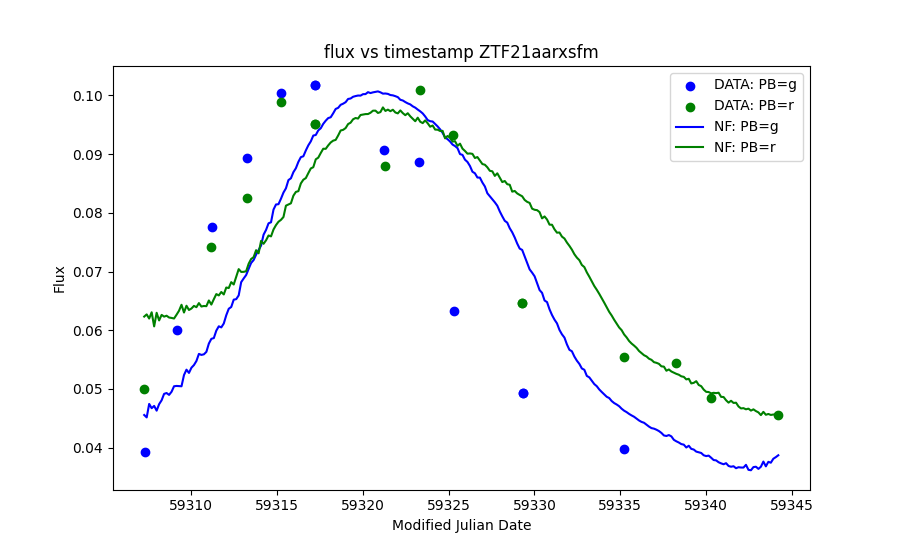 flux vs timestamp ZTF21aarxsfm
DATA: PB=g
DATA: PB=r
NF: PB=g
NF: PB=r
0.10
0.09
0.08
0.07
0.06
0.05
0.04
Flux
59310 59315 59320 59325 59330 59335 59340 59345
Modified Julian Date